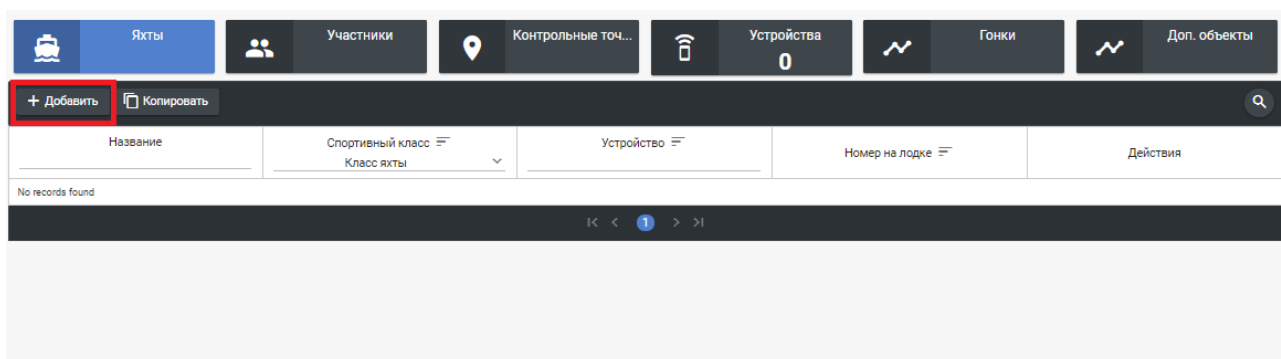 Яхты
Участники
Контрольные точ...
Устройства
0
Гонки
Доп. объекты
+ Добавить
Копировать
Название
Спортивный класс
Класс яхты
Устройство
Номер на лодке
Действия
No records found
1